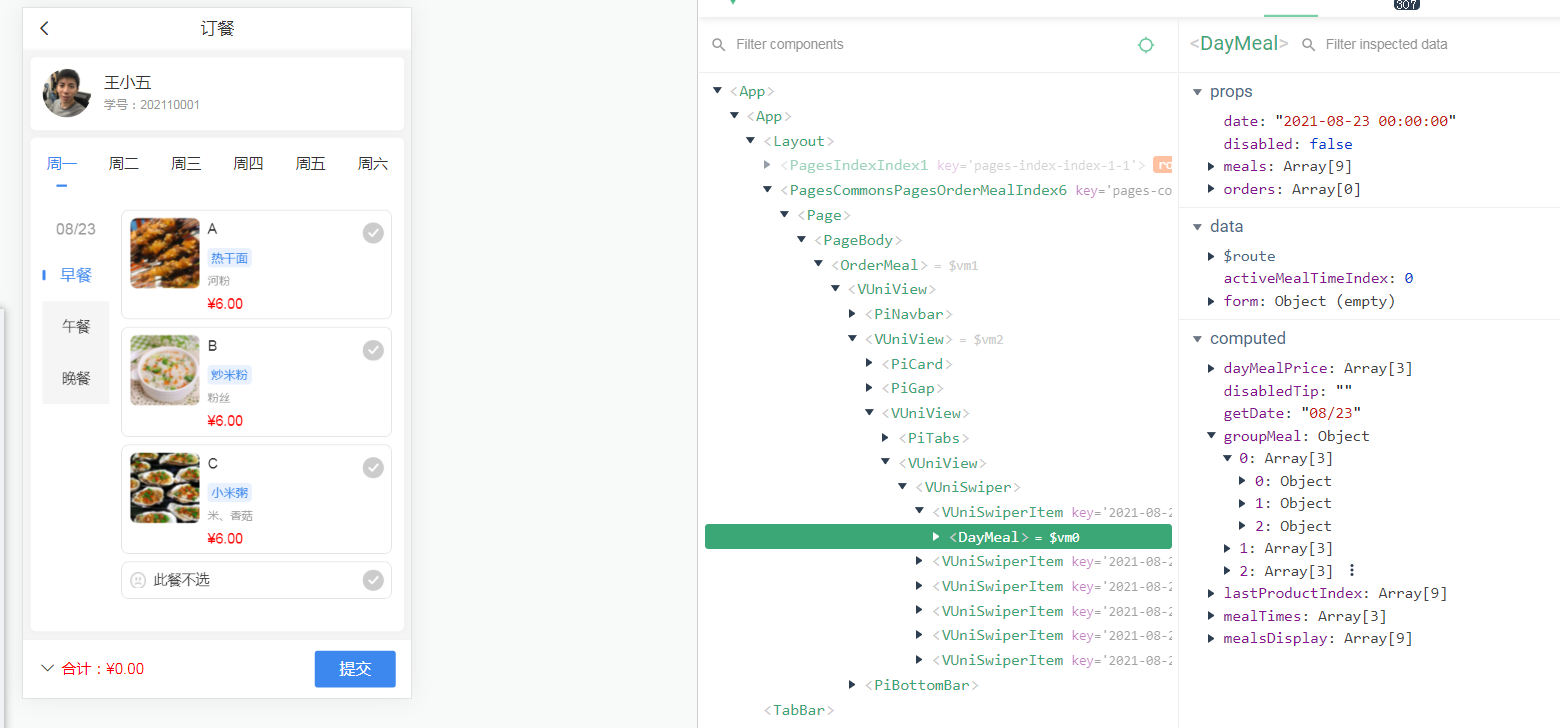 订餐
王小五
学号：202110001
周一 周二 周三 周四 周五 周六
08/23
早餐
午餐
晚餐
A
热干面
河粉
¥6.00
B
炒米粉
粉丝
¥6.00
C
小米粥
米、香菇
¥6.00
此餐不选
合计：¥0.00
提交
307
Filter components
<App>
<App>
<Layout>
<PagesIndexIndex1 key='pages-index-index-1-1'> ro
<PagesCommonsPagesOrderMealIndex6 key='pages-co
<Page>
<PageBody>
<OrderMeal> = $vm1
<VUniView>
<PiNavbar>
<VUniView> = $vm2
<PiCard>
<PiGap>
<VUniView>
<PiTabs>
<VUniView>
<VUniSwiper>
<VUniSwiperItem key='2021-08-2
<DayMeal> = $vm0
<VUniSwiperItem key='2021-08-2
<VUniSwiperItem key='2021-08-2
<VUniSwiperItem key='2021-08-2
<VUniSwiperItem key='2021-08-2
<VUniSwiperItem key='2021-08-2
<PiBottomBar>
<TabBar>
<DayMeal> Filter inspected data
props
date: "2021-08-23 00:00:00"
disabled: false
meals: Array[9]
orders: Array[0]
data
$route
activeMealTimeIndex: 0
form: Object (empty)
computed
dayMealPrice: Array[3]
disabledTip: ""
getDate: "08/23"
groupMeal: Object
0: Array[3]
0: Object
1: Object
2: Object
1: Array[3]
2: Array[3]
lastProductIndex: Array[9]
mealTimes: Array[3]
mealsDisplay: Array[9]